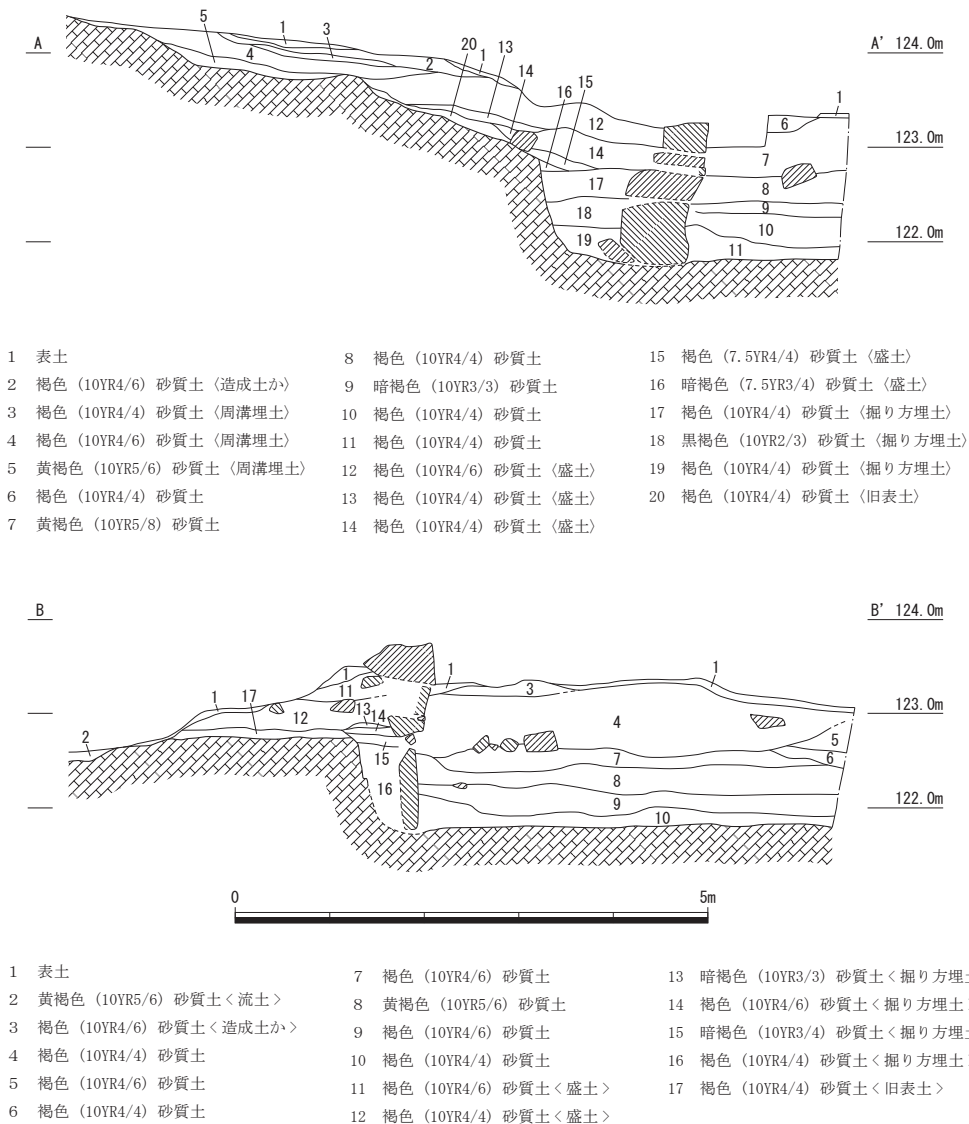 5 1 3 20 13
A 4 2 1 14 15 16 A’ 124.0m
1
12 6
14 7 123.0m
17 8
18 9
10
19 11 122.0m
1 表土
2 褐色 (10YR4/6) 砂質土〈造成土か〉
3 褐色 (10YR4/4) 砂質土〈周溝埋土〉
4 褐色 (10YR4/6) 砂質土〈周溝埋土〉
5 黄褐色 (10YR5/6) 砂質土〈周溝埋土〉
6 褐色 (10YR4/4) 砂質土
7 黄褐色 (10YR5/8) 砂質土
8 褐色 (10YR4/4) 砂質土
9 暗褐色 (10YR3/3) 砂質土
10 褐色 (10YR4/4) 砂質土
11 褐色 (10YR4/4) 砂質土
12 褐色 (10YR4/6) 砂質土〈盛土〉
13 褐色 (10YR4/4) 砂質土〈盛土〉
14 褐色 (10YR4/4) 砂質土〈盛土〉
15 褐色 (7.5YR4/4) 砂質土〈盛土〉
16 暗褐色 (7.5YR3/4) 砂質土〈盛土〉
17 褐色 (10YR4/4) 砂質土〈掘り方埋土〉
18 黒褐色 (10YR2/3) 砂質土〈掘り方埋土〉
19 褐色 (10YR4/4) 砂質土〈掘り方埋土〉
20 褐色 (10YR4/4) 砂質土〈旧表土〉
B B’ 124.0m
1 1 1
1 17 11 3
12 13 14 4 123.0m
2 5
15 7 6
16 8
9 122.0m
10
0 5m
1 表土
2 黄褐色 (10YR5/6) 砂質土＜流土＞
3 褐色 (10YR4/6) 砂質土＜造成土か＞
4 褐色 (10YR4/4) 砂質土
5 褐色 (10YR4/6) 砂質土
6 褐色 (10YR4/4) 砂質土
7 褐色 (10YR4/6) 砂質土
8 黄褐色 (10YR5/6) 砂質土
9 褐色 (10YR4/6) 砂質土
10 褐色 (10YR4/4) 砂質土
11 褐色 (10YR4/6) 砂質土＜盛土＞
12 褐色 (10YR4/4) 砂質土＜盛土＞
13 暗褐色 (10YR3/3) 砂質土＜掘り方埋土
14 褐色 (10YR4/6) 砂質土＜掘り方埋土＞
15 暗褐色 (10YR3/4) 砂質土＜掘り方埋土
16 褐色 (10YR4/4) 砂質土＜掘り方埋土＞
17 褐色 (10YR4/4) 砂質土＜旧表土＞